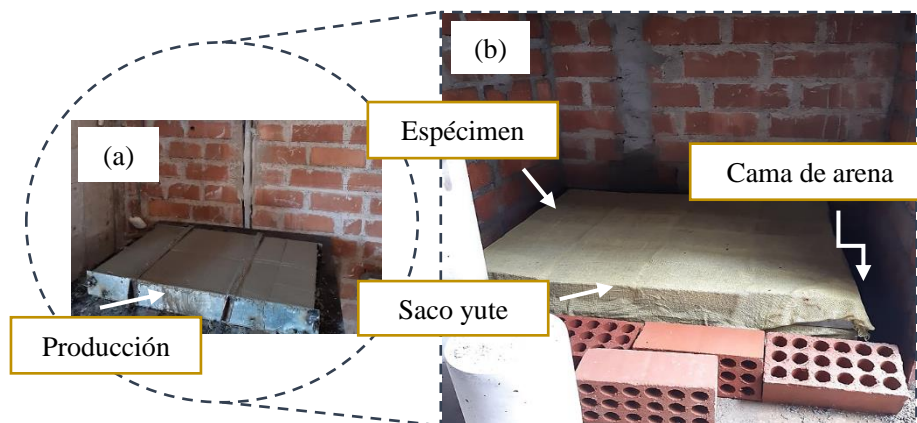 (a)
Producción
(b)
Espécimen
Cama de arena
Saco yute